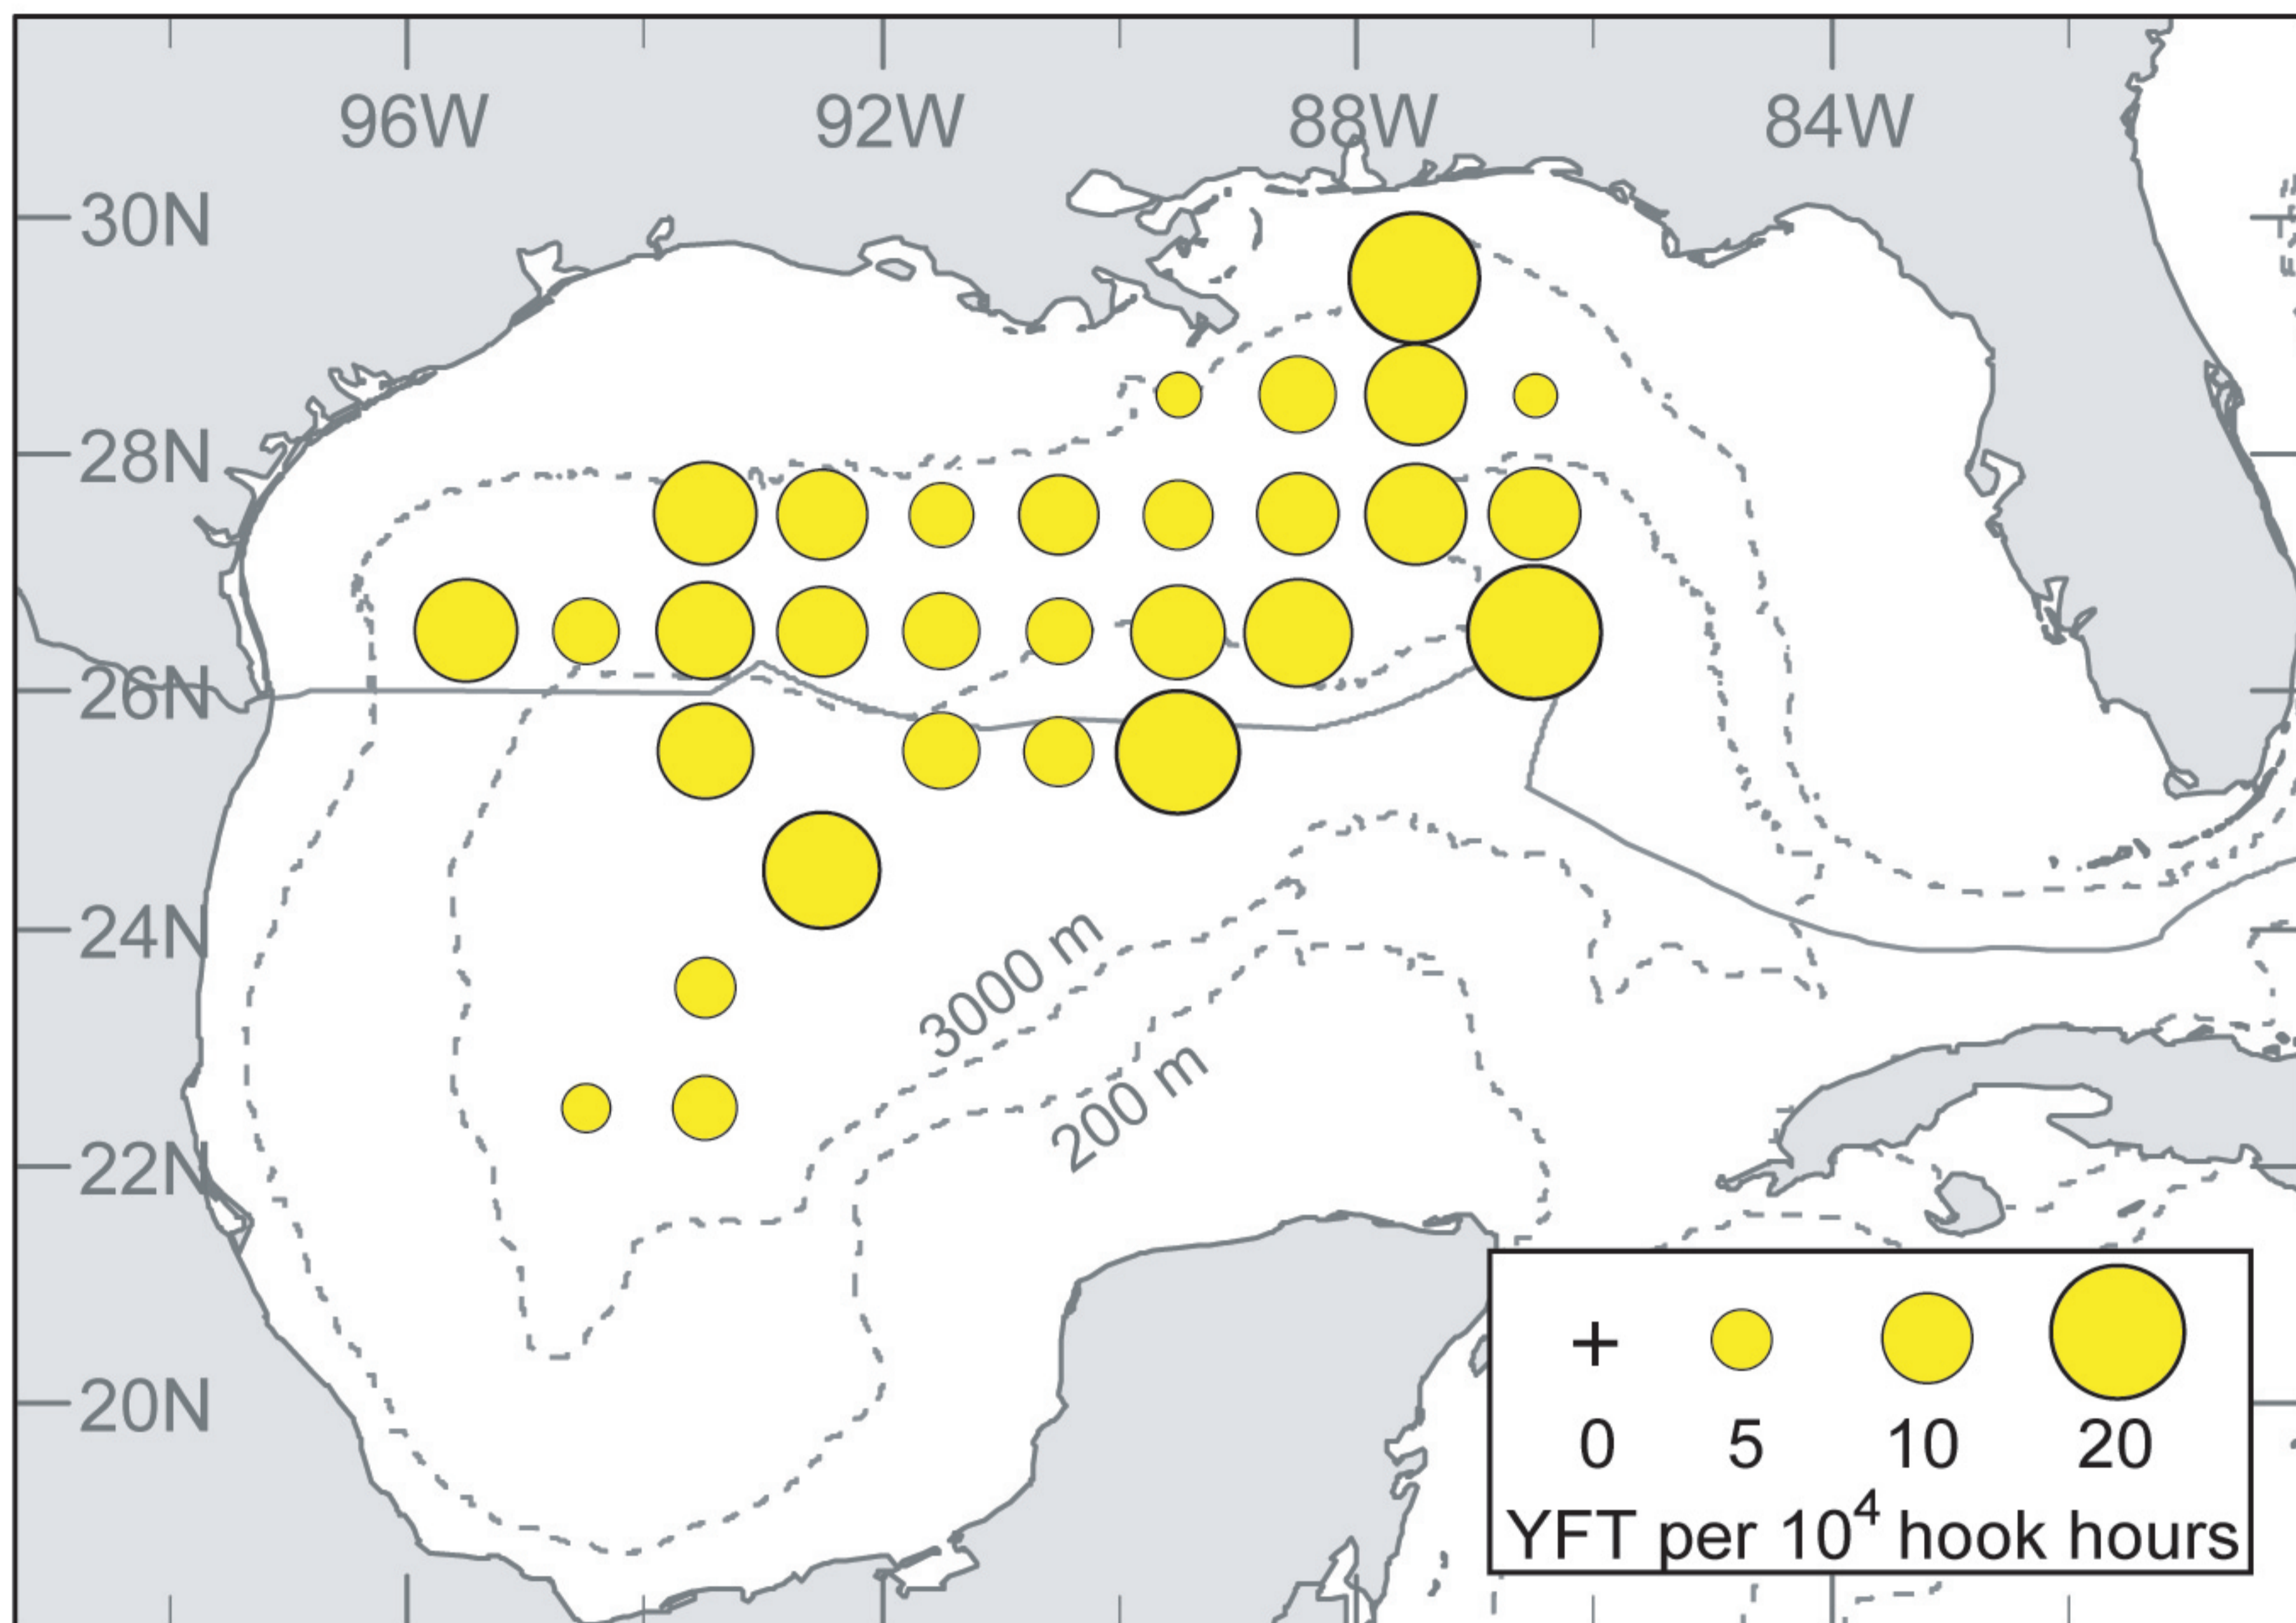 96W 92W 88W 84W
30N
28N
26N
24N
3000 m
200 m
22N
20N
0 5 10 20
YFT per 10⁴ hook hours